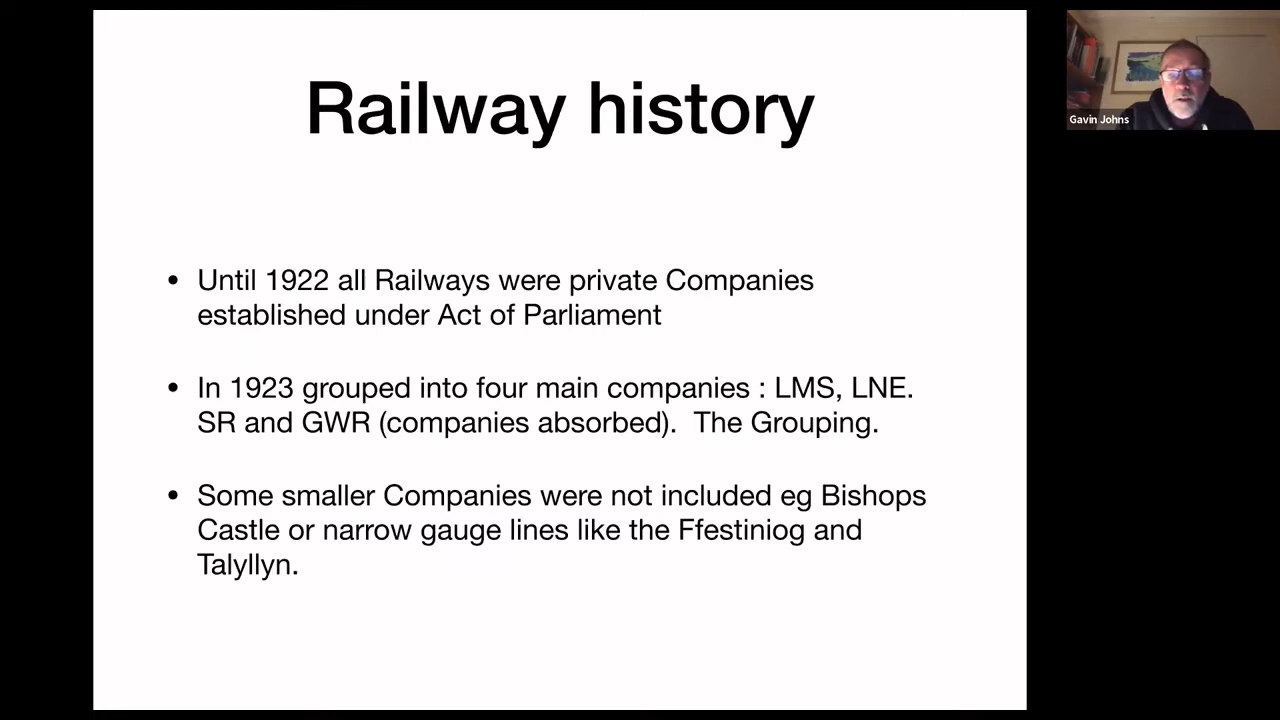 Railway history
• Until 1922 all Railways were private Companies
established under Act of Parliament
• In 1923 grouped into four main companies : LMS, LNE.
SR and GWR (companies absorbed).  The Grouping.
• Some smaller Companies were not included eg Bishops
Castle or narrow gauge lines like the Ffestiniog and
Talyllyn.
Gavin Johns